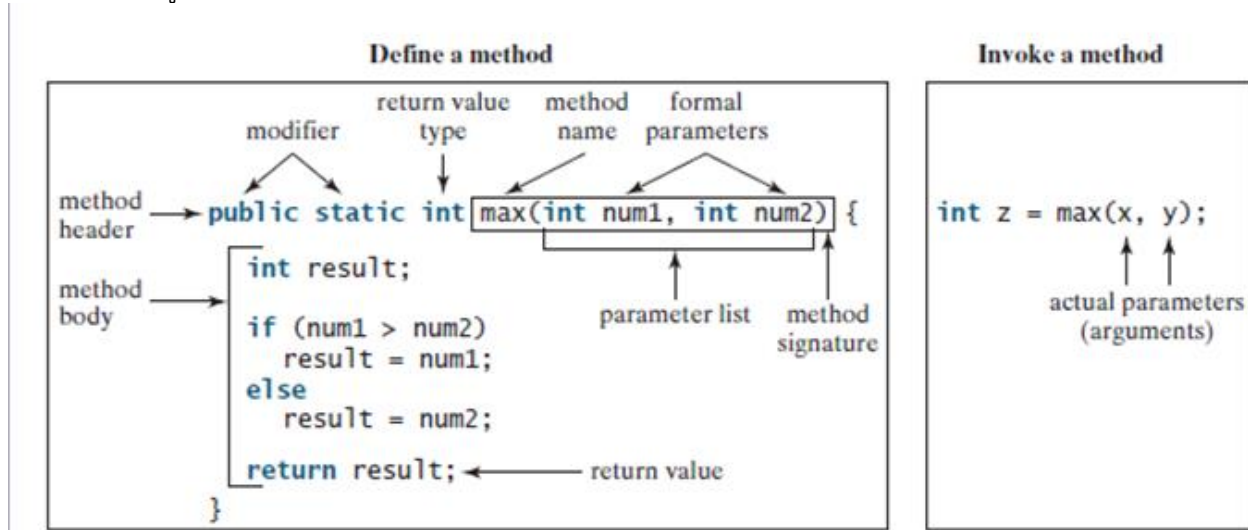 Define a method
Invoke a method
return value type
method name
formal parameters
modifier
method header
public static int max(int num1, int num2) {
method body
int result;
if (num1 > num2)
result = num1;
else
result = num2;
return result;
return value
}
parameter list
method signature
int z = max(x, y);
actual parameters
(arguments)